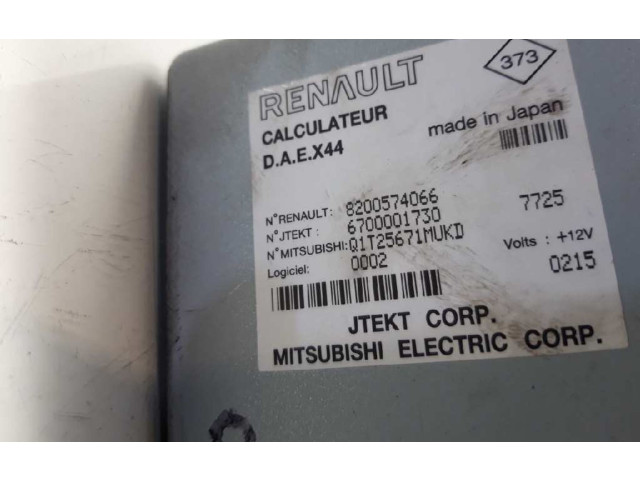 RENAULT
373
CALCULATEUR
made in Japan
D.A.E.X44
N°RENAULT: 8200574066 7725
N°JTEKT : 6700001730
N°MITSUBISHI: Q1T25671MUKD Volts : +12V
Logiciel: 0002 0215
JTEKT CORP.
MITSUBISHI ELECTRIC CORP.